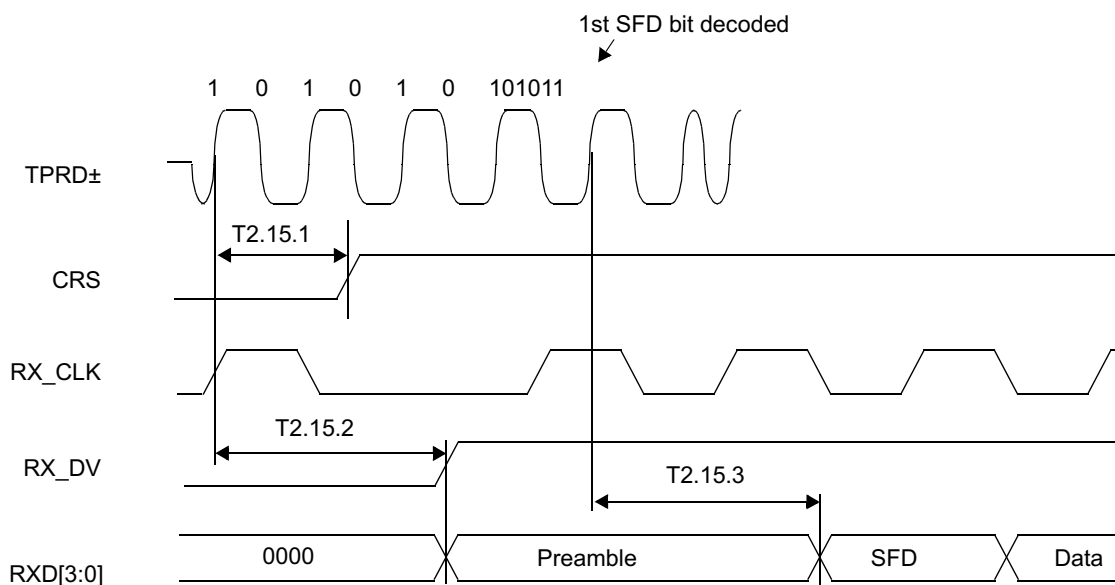 1st SFD bit decoded
1 0 1 0 1 0 101011
TPRD±
T2.15.1
CRS
RX_CLK
T2.15.2
RX_DV
T2.15.3
RXD[3:0]
0000 Preamble SFD Data